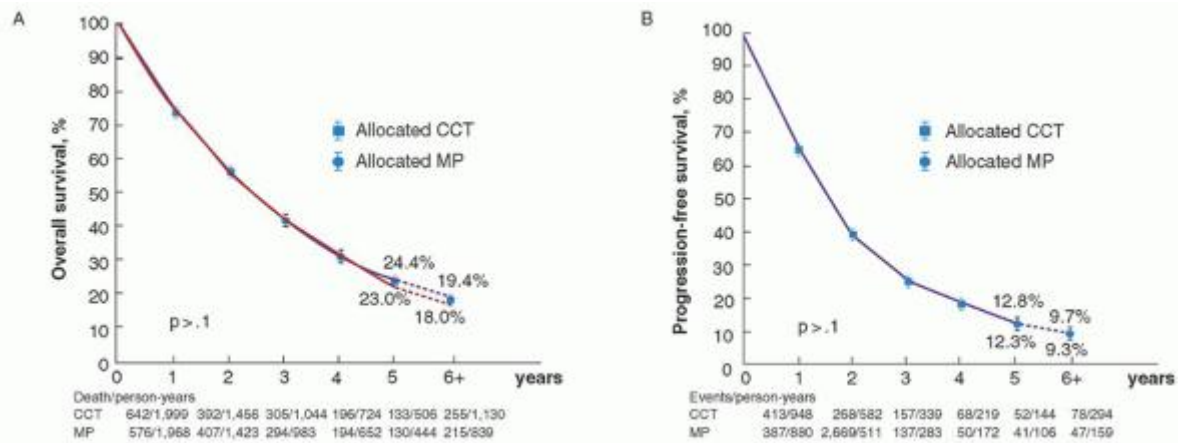 A
Overall survival, %
100
90
80
70
60
50
40
30
20
10
0
Allocated CCT
Allocated MP
24.4%
19.4%
23.0%
18.0%
p>.1
0 1 2 3 4 5 6+ years
Death/person-years
CCT 642/1,999 392/1,456 305/1,044 196/724 133/506 255/1,130
MP 576/1,968 407/1,423 294/983 194/652 130/444 215/839
B
Progression-free survival, %
100
90
80
70
60
50
40
30
20
10
0
Allocated CCT
Allocated MP
12.8%
9.7%
12.3%
9.3%
p>.1
0 1 2 3 4 5 6+ years
Events/person-years
CCT 413/948 268/582 157/339 68/219 52/144 78/294
MP 387/880 2,669/511 137/283 50/172 41/106 47/159